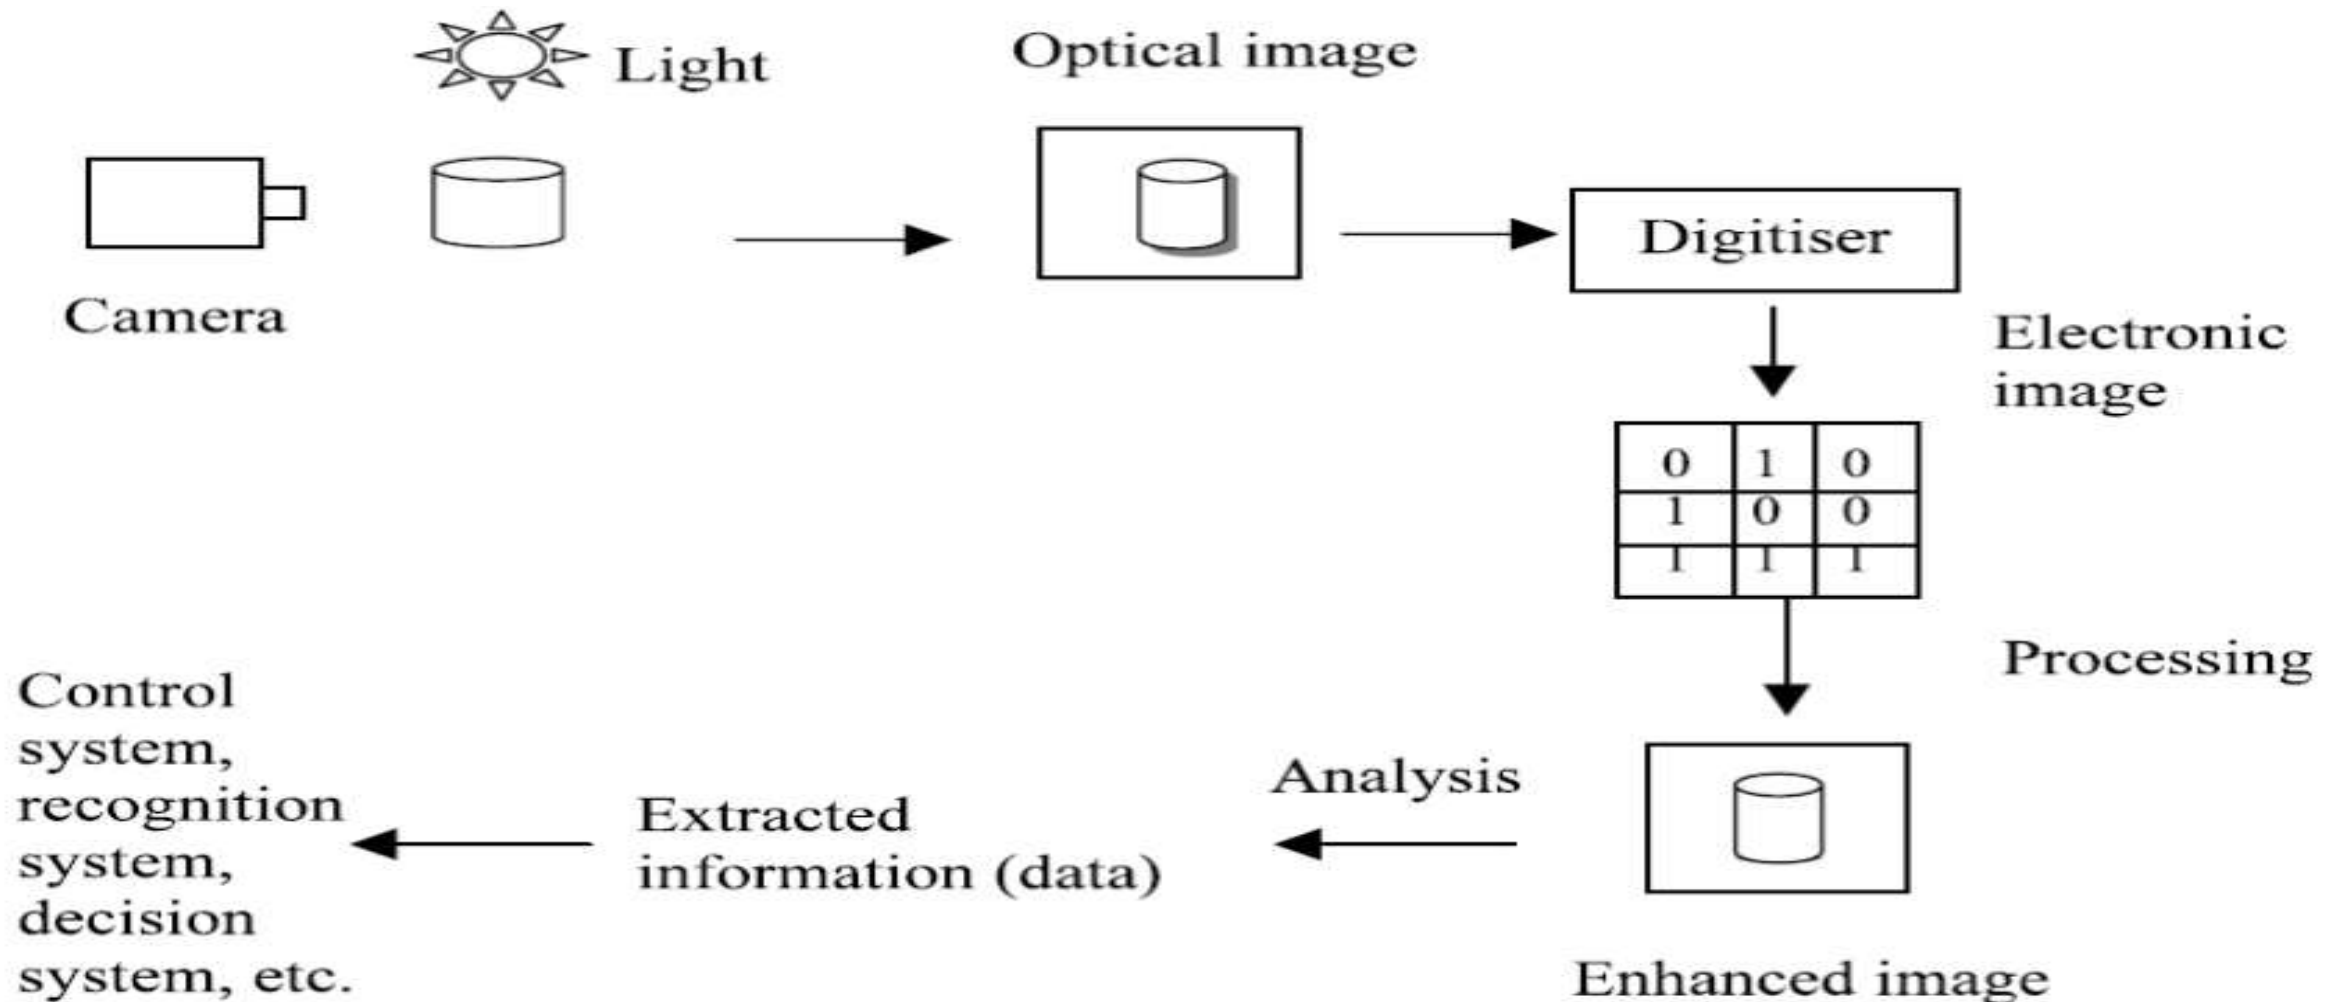 Light
Optical image
Camera
Digitiser
Electronic
image
0 1 0
1 0 0
1 1 1
Processing
Enhanced image
Analysis
Extracted
information (data)
Control
system,
recognition
system,
decision
system, etc.